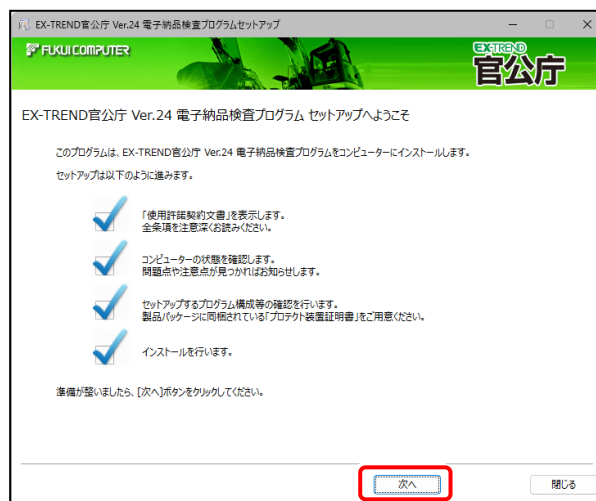 EX-TREND官公庁 Ver.24 電子納品検査プログラムセットアップ
FUKUI COMPUTER
EXTREND
官公庁
EX-TREND官公庁 Ver.24 電子納品検査プログラム セットアップへようこそ
このプログラムは、EX-TREND官公庁 Ver.24 電子納品検査プログラムをコンピューターにインストールします。
セットアップは以下のように進みます。
「使用許諾契約文書」を表示します。
全条項を注意深くお読みください。
コンピューターの状態を確認します。
問題点や注意点が見つかればお知らせします。
セットアップするプログラム構成等の確認を行います。
製品パッケージに同梱されている「プロテクト装置証明書」をご用意ください。
インストールを行います。
準備が整いましたら、[次へ]ボタンをクリックしてください。
次へ
閉じる